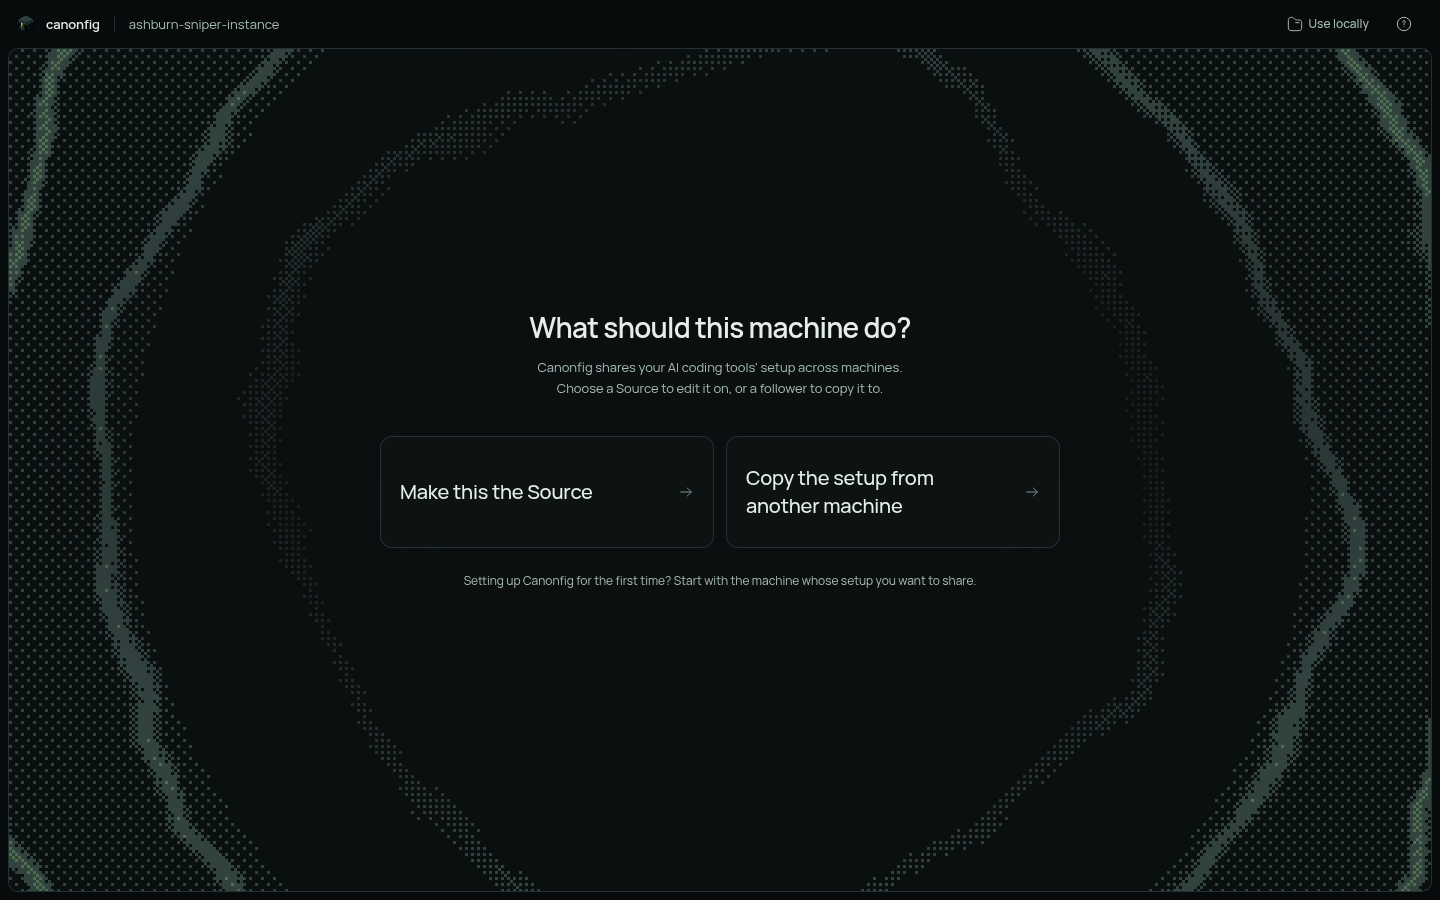 canonfig
ashburn-sniper-instance
Use locally
What should this machine do?
Canonfig shares your AI coding tools' setup across machines.
Choose a Source to edit it on, or a follower to copy it to.
Make this the Source
Copy the setup from
another machine
Setting up Canonfig for the first time? Start with the machine whose setup you want to share.